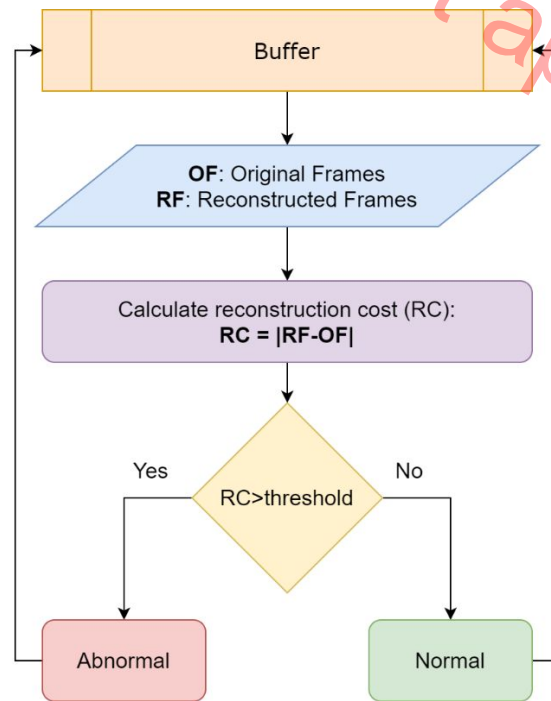 Buffer
OF: Original Frames
RF: Reconstructed Frames
Calculate reconstruction cost (RC):
RC = |RF-OF|
Yes
No
RC>threshold
Abnormal
Normal